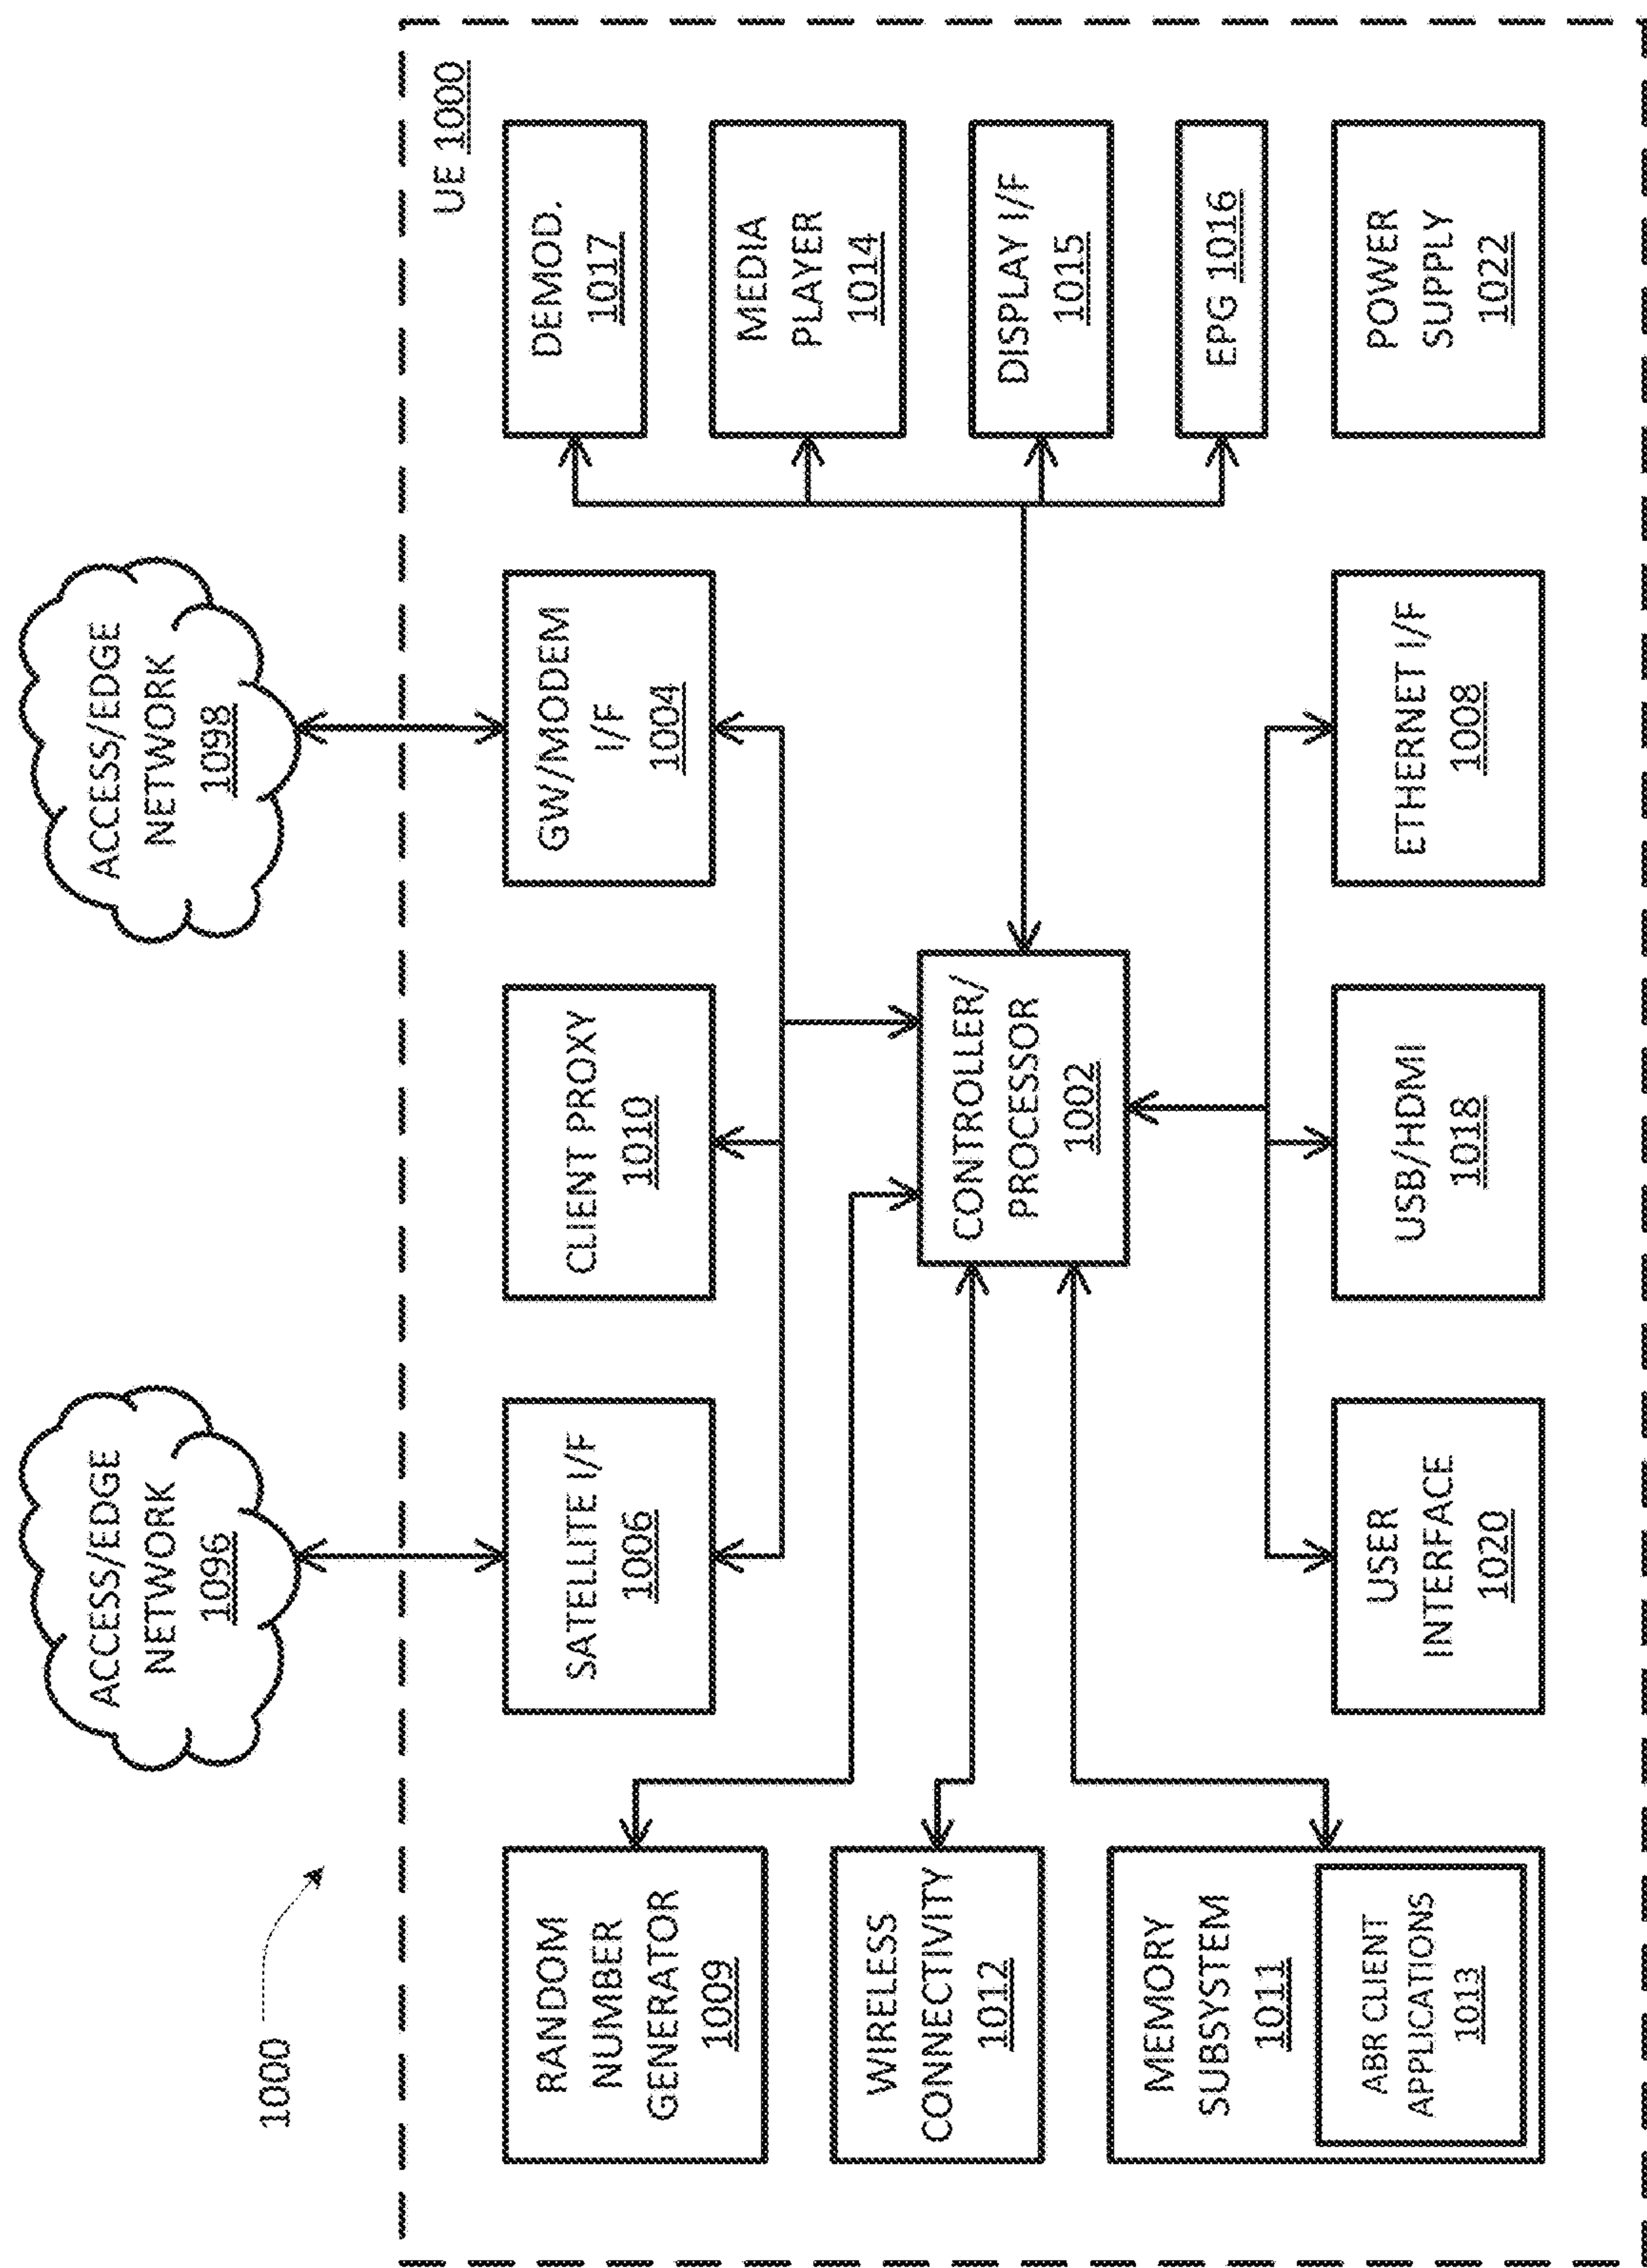 1000
ACCESS/EDGE
NETWORK
1096
ACCESS/EDGE
NETWORK
1098
UE 1000
RANDOM
NUMBER
GENERATOR
1009
SATELLITE I/F
1006
CLIENT PROXY
1010
GW/MODEM
I/F
1004
DEMOD.
1017
MEDIA
PLAYER
1014
WIRELESS
CONNECTIVITY
1012
CONTROLLER/
PROCESSOR
1002
DISPLAY I/F
1015
EPG 1016
MEMORY
SUBSYSTEM
1011
ABR CLIENT
APPLICATIONS
1013
USER
INTERFACE
1020
USB/HDMI
1018
ETHERNET I/F
1008
POWER
SUPPLY
1022